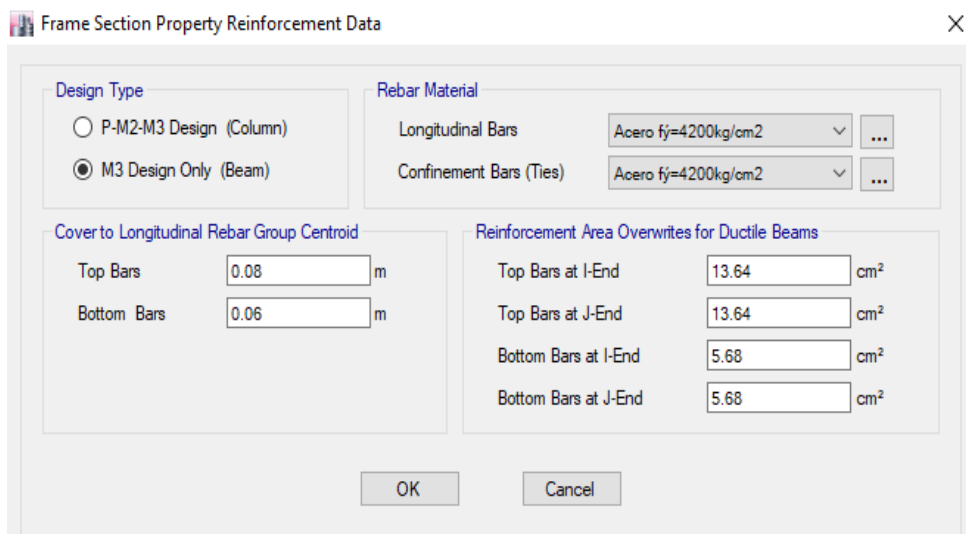 Frame Section Property Reinforcement Data
Design Type
P-M2-M3 Design (Column)
M3 Design Only (Beam)
Rebar Material
Longitudinal Bars Acero fý=4200kg/cm2 ...
Confinement Bars (Ties) Acero fý=4200kg/cm2 ...
Cover to Longitudinal Rebar Group Centroid
Top Bars 0.08 m
Bottom Bars 0.06 m
Reinforcement Area Overwrites for Ductile Beams
Top Bars at I-End 13.64 cm²
Top Bars at J-End 13.64 cm²
Bottom Bars at I-End 5.68 cm²
Bottom Bars at J-End 5.68 cm²
OK Cancel